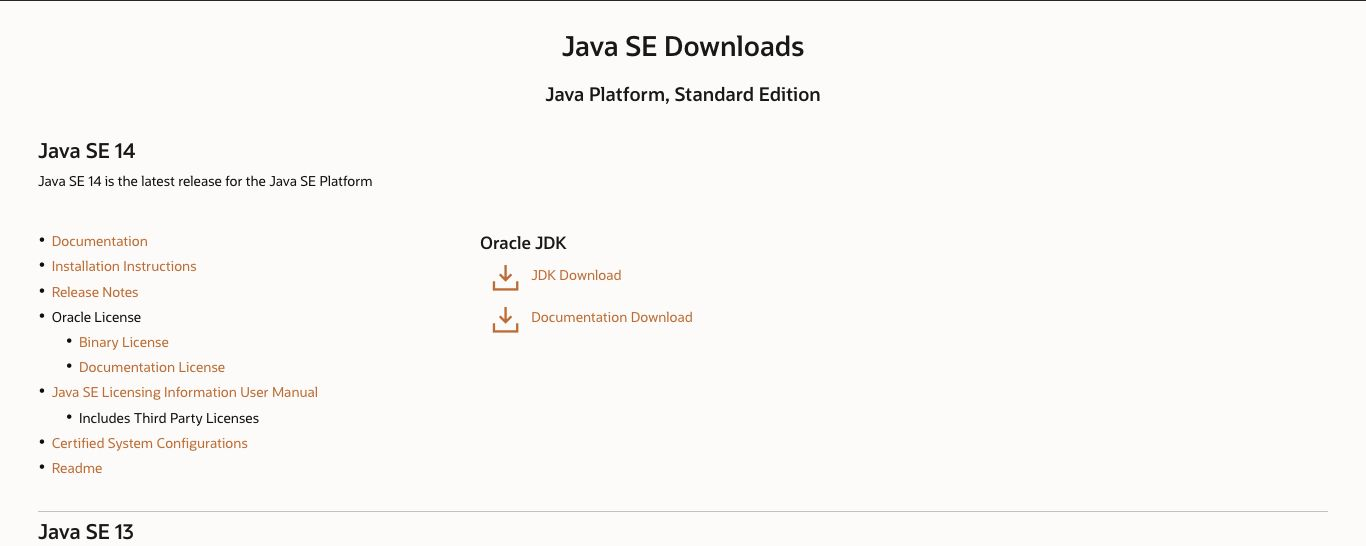 Java SE Downloads
Java Platform, Standard Edition
Java SE 14
Java SE 14 is the latest release for the Java SE Platform
• Documentation
• Installation Instructions
• Release Notes
• Oracle License
• Binary License
• Documentation License
• Java SE Licensing Information User Manual
• Includes Third Party Licenses
• Certified System Configurations
• Readme
Oracle JDK
JDK Download
Documentation Download
Java SE 13